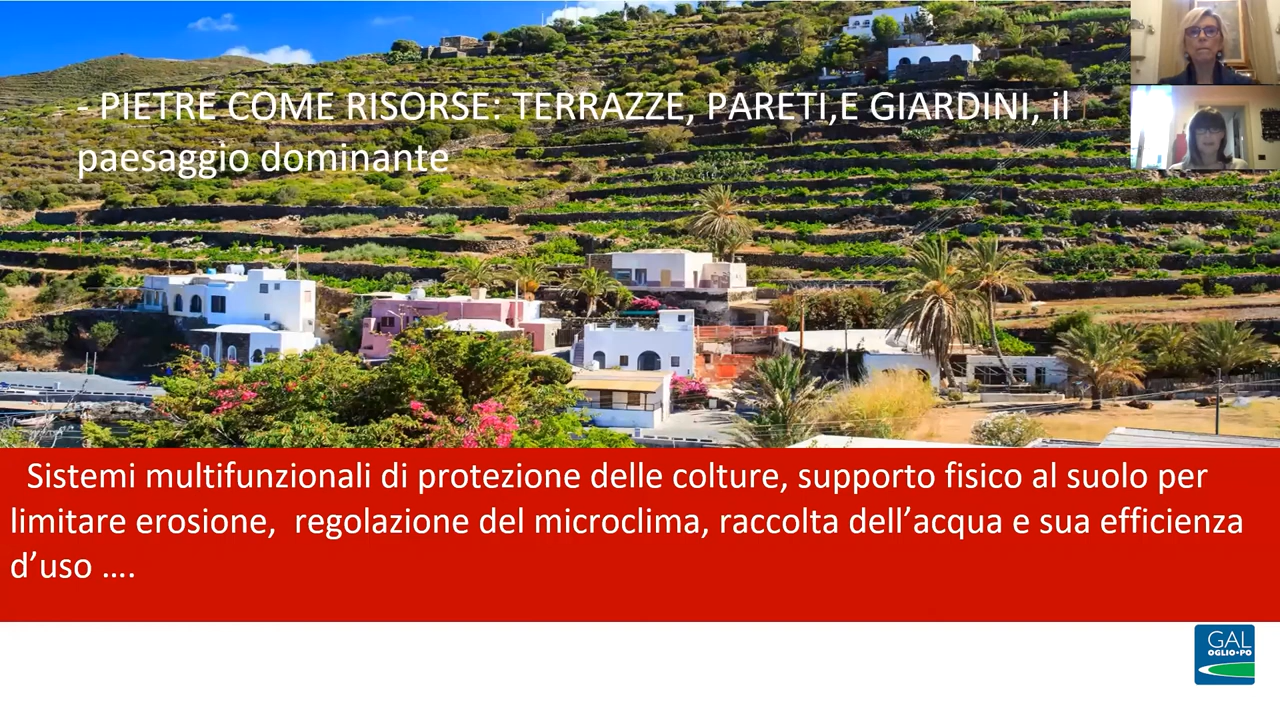 - PIETRE COME RISORSE: TERRAZZE, PARETI,E GIARDINI, il
paesaggio dominante
Sistemi multifunzionali di protezione delle colture, supporto fisico al suolo per
limitare erosione,  regolazione del microclima, raccolta dell’acqua e sua efficienza
d’uso ….
GAL
OGLIO•PO